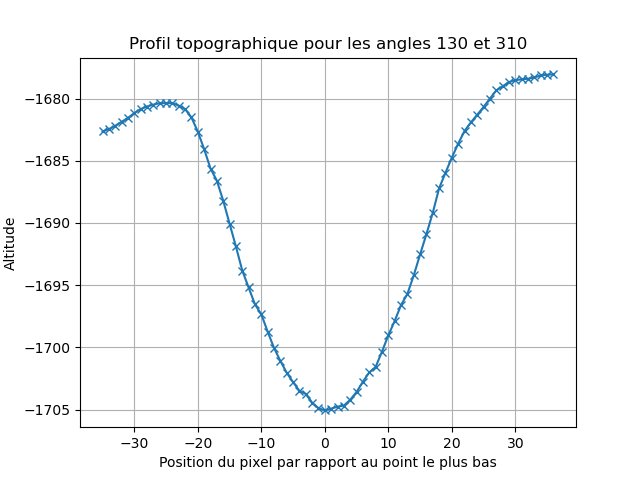 Profil topographique pour les angles 130 et 310
Altitude
−1680
−1685
−1690
−1695
−1700
−1705
−30 −20 −10 0 10 20 30
Position du pixel par rapport au point le plus bas